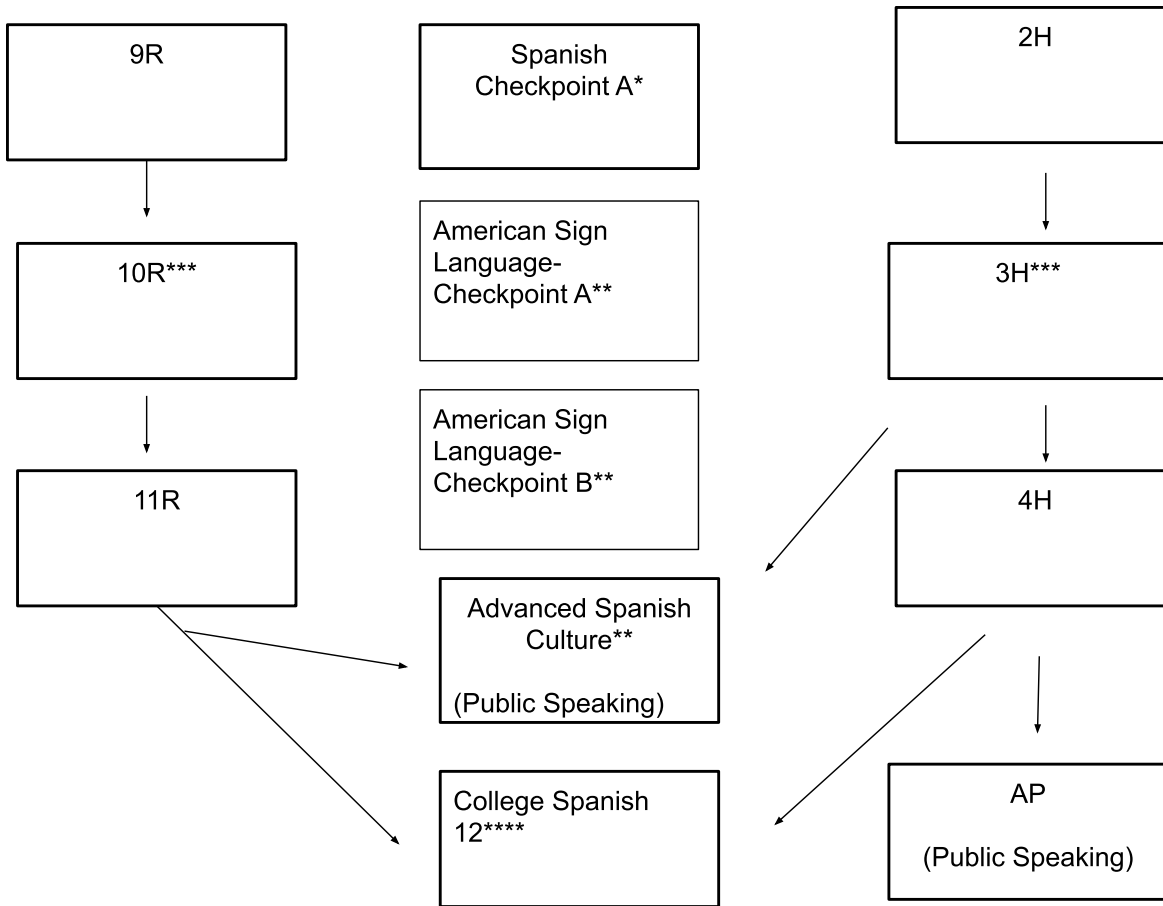 9R
Spanish
Checkpoint A*
2H
10R***
American Sign
Language-
Checkpoint A**
3H***
American Sign
Language-
Checkpoint B**
11R
4H
Advanced Spanish
Culture**
(Public Speaking)
College Spanish
12****
AP
(Public Speaking)